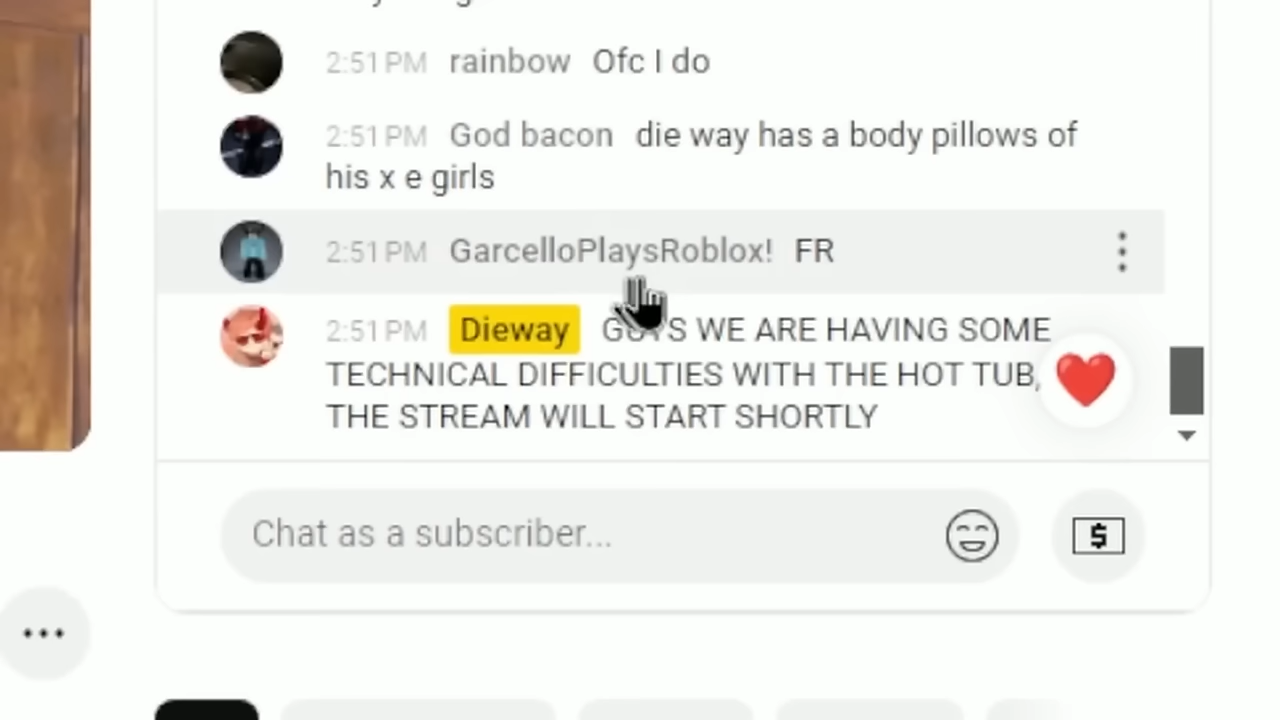 2:51 PM rainbow Ofc I do
2:51 PM God bacon die way has a body pillows of
his x e girls
2:51 PM GarcelloPlaysRoblox! FR
2:51 PM Dieway GUYS WE ARE HAVING SOME
TECHNICAL DIFFICULTIES WITH THE HOT TUB,
THE STREAM WILL START SHORTLY
Chat as a subscriber...